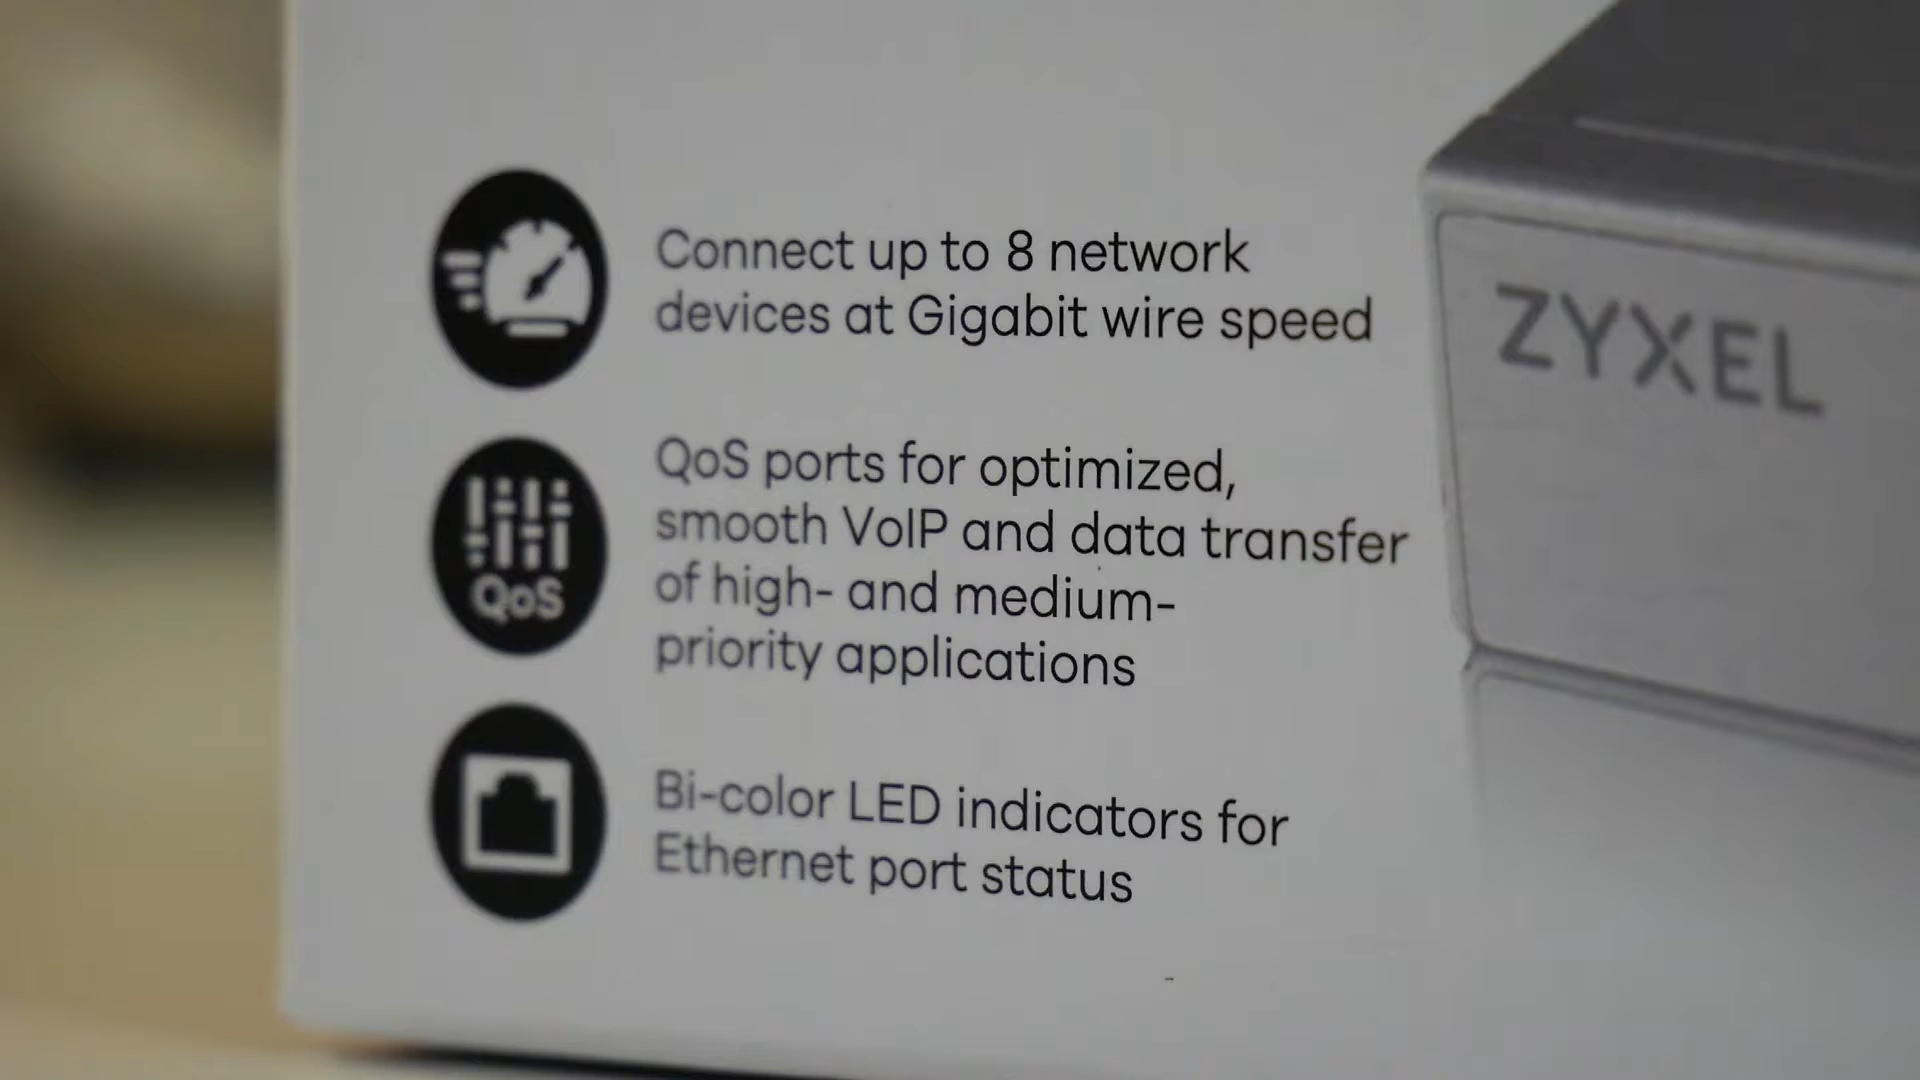 Connect up to 8 network
devices at Gigabit wire speed
QoS
QoS ports for optimized,
smooth VoIP and data transfer
of high- and medium-
priority applications
Bi-color LED indicators for
Ethernet port status
ZYXEL